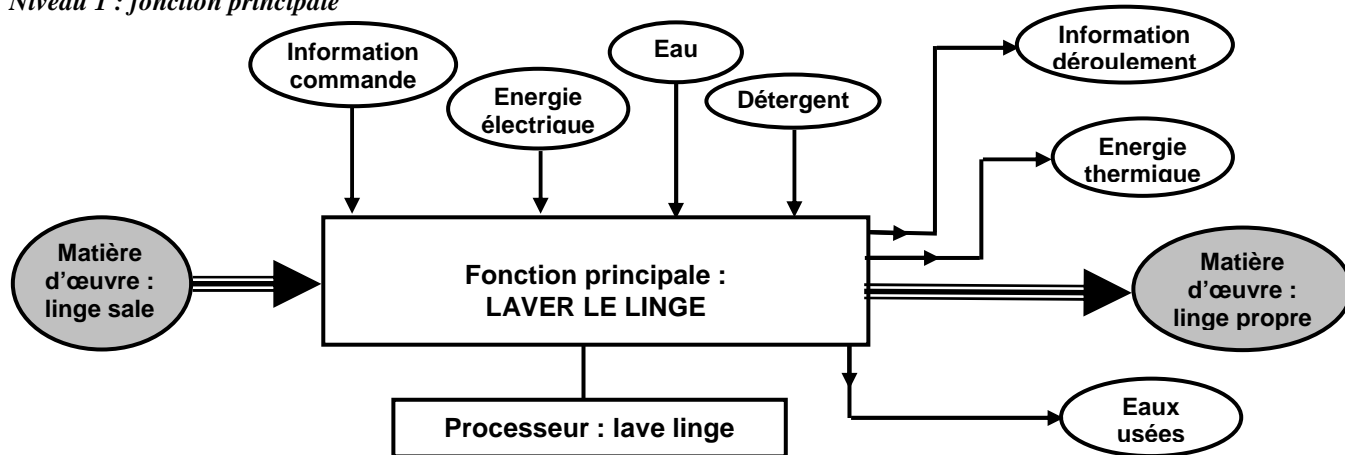 Niveau 1 : fonction principale
Information
commande
Energie
électrique
Eau
Détergent
Information
déroulement
Energie
thermique
Matière
d'œuvre :
linge sale
Fonction principale :
LAVER LE LINGE
Matière
d'œuvre :
linge propre
Processeur : lave linge
Eaux
usées